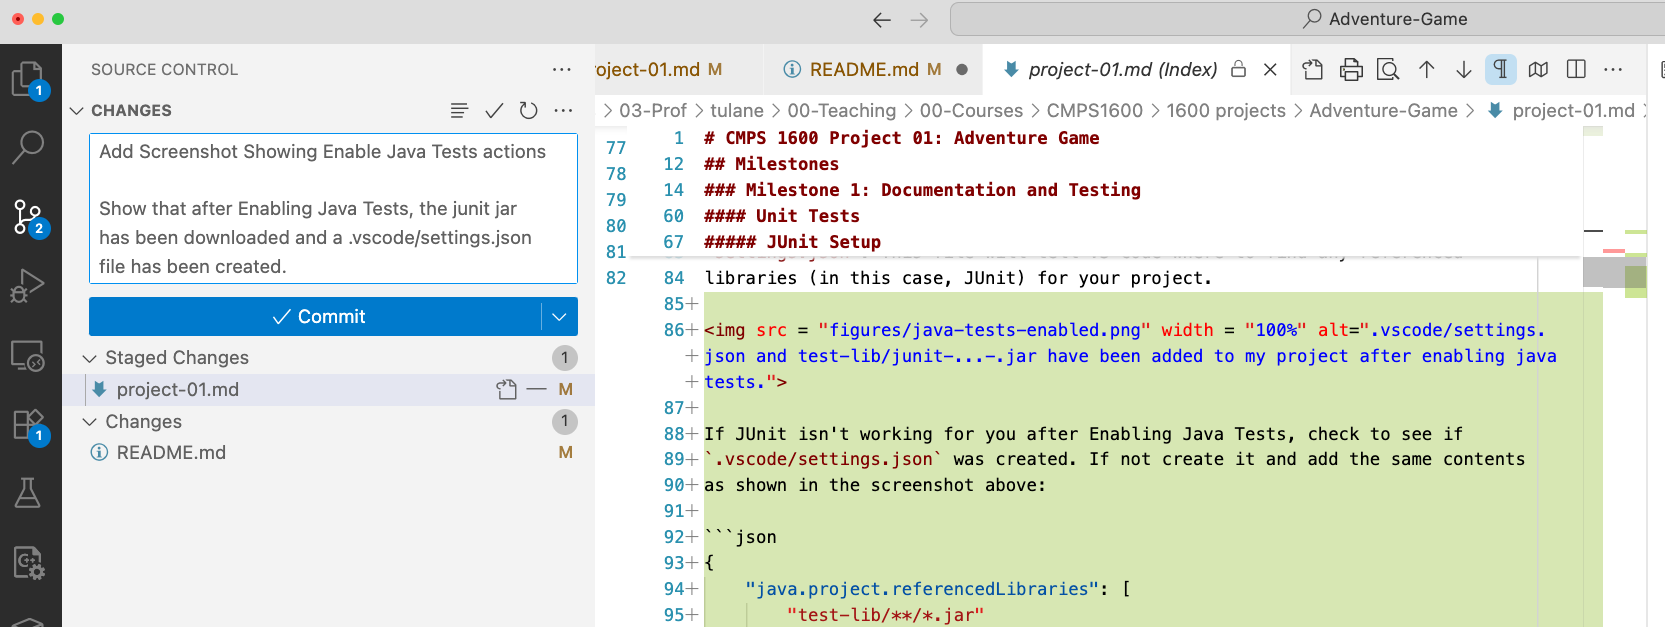 Adventure-Game
SOURCE CONTROL
CHANGES
Add Screenshot Showing Enable Java Tests actions
Show that after Enabling Java Tests, the junit jar
has been downloaded and a .vscode/settings.json
file has been created.
Commit
Staged Changes 1
project-01.md M
Changes 1
README.md M
1
2
1
oject-01.md M
README.md M
project-01.md (Index)
03-Prof > tulane > 00-Teaching > 00-Courses > CMPS1600 > 1600 projects > Adventure-Game > project-01.md
77
78
79
80
81
82
1 # CMPS 1600 Project 01: Adventure Game
12 ## Milestones
14 ### Milestone 1: Documentation and Testing
60 #### Unit Tests
67 ##### JUnit Setup
84 libraries (in this case, JUnit) for your project.
85+
86+ <img src = "figures/java-tests-enabled.png" width = "100%" alt=".vscode/settings.
+ json and test-lib/junit-...-.jar have been added to my project after enabling java
+ tests.">
87+
88+ If JUnit isn't working for you after Enabling Java Tests, check to see if
89+ `.vscode/settings.json` was created. If not create it and add the same contents
90+ as shown in the screenshot above:
91+
92+ ```json
93+ {
94+ "java.project.referencedLibraries": [
95+ "test-lib/**/*.jar"